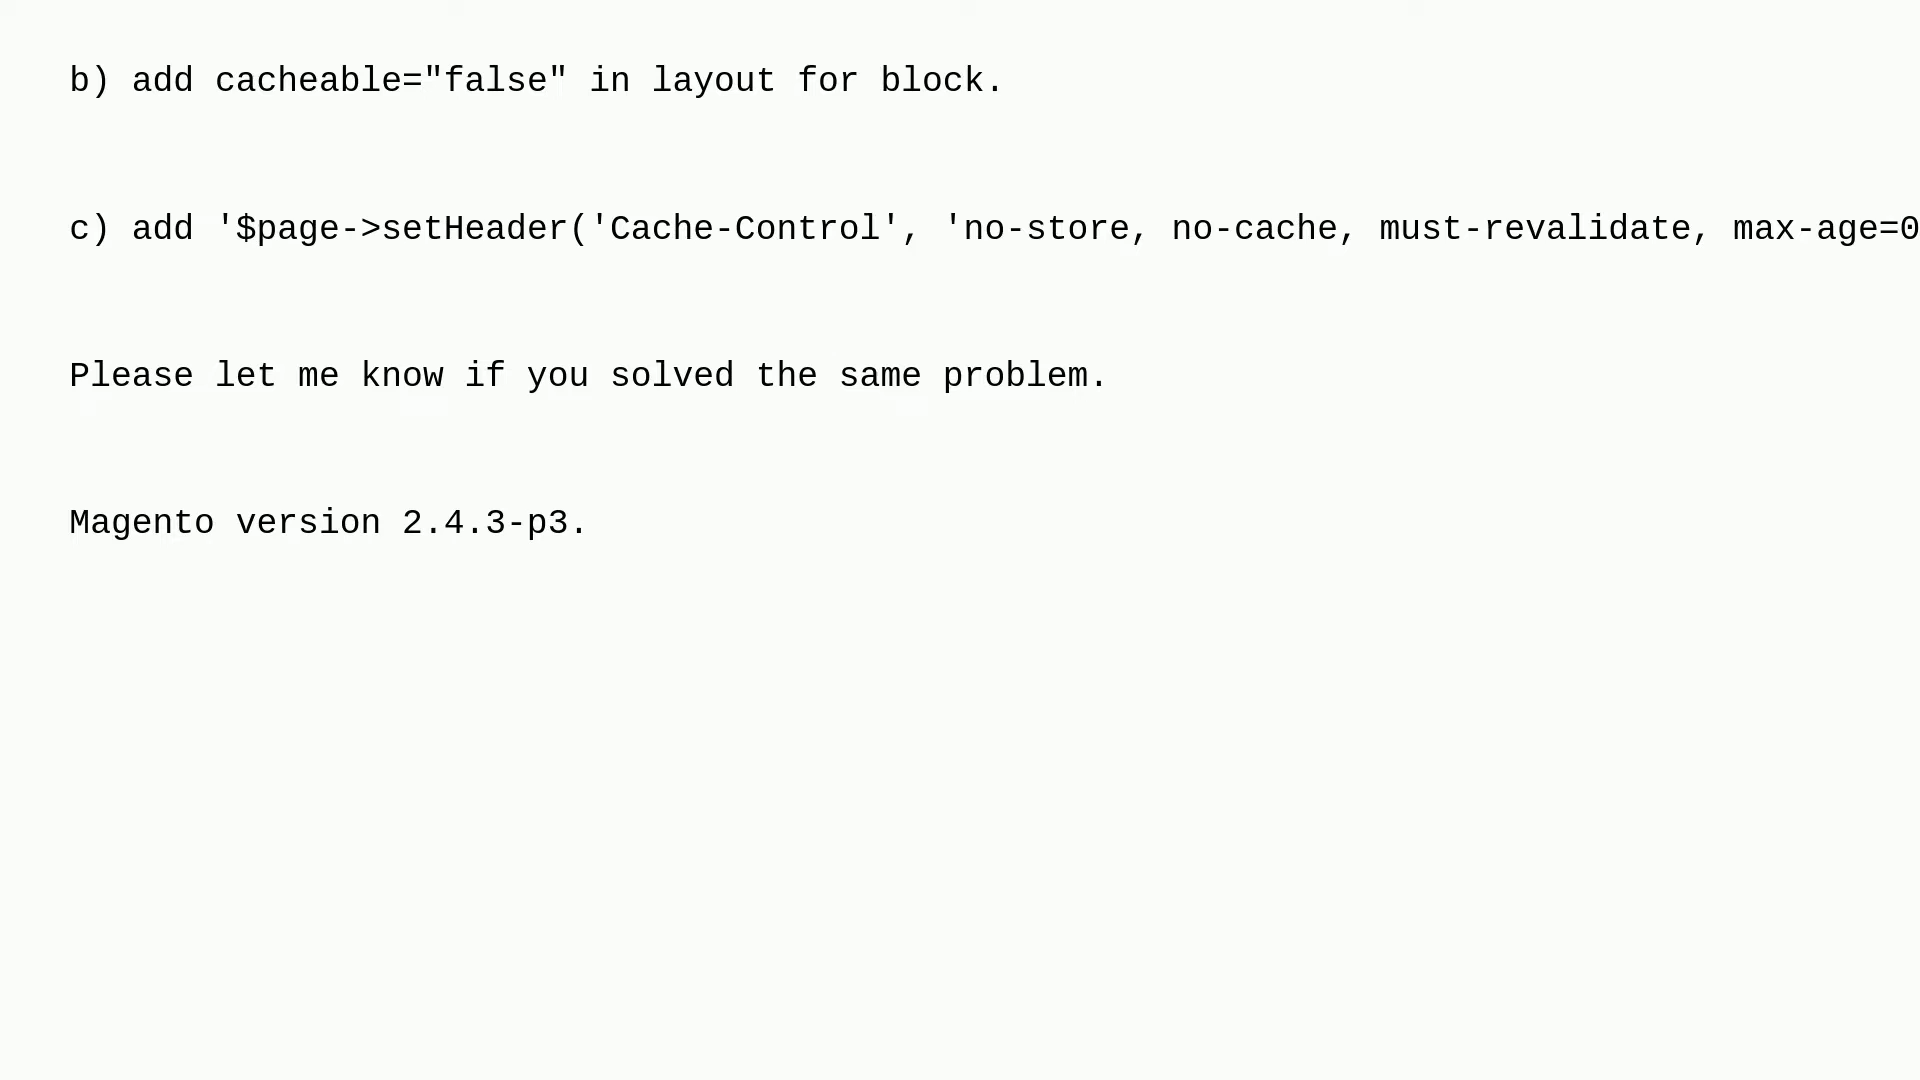 b) add cacheable="false" in layout for block.
c) add '$page->setHeader('Cache-Control', 'no-store, no-cache, must-revalidate, max-age=0
Please let me know if you solved the same problem.
Magento version 2.4.3-p3.